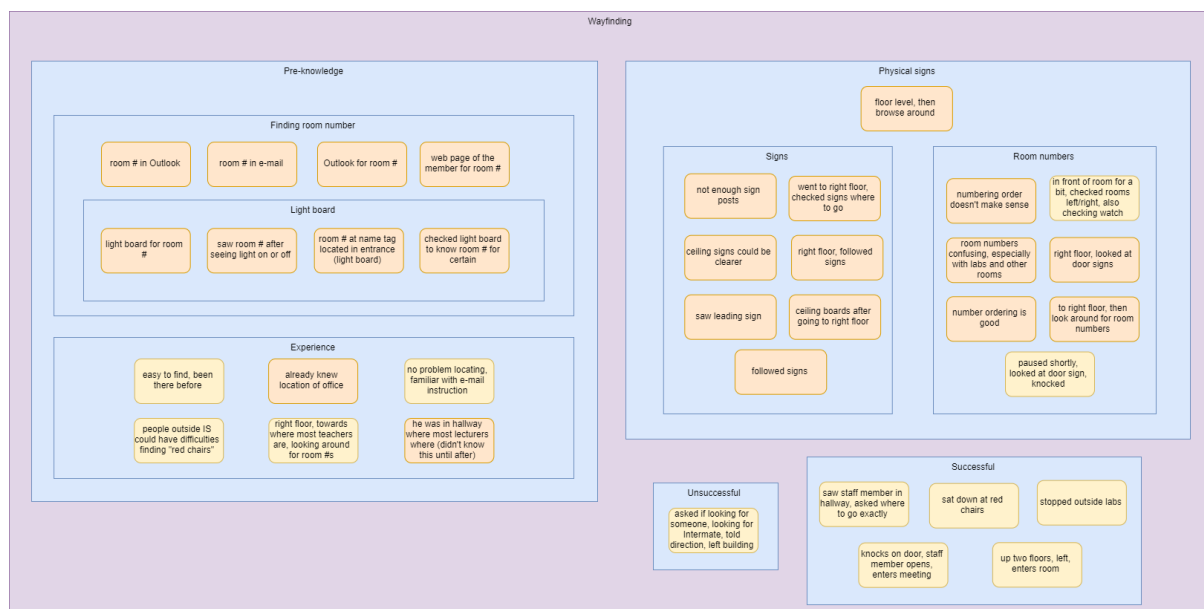 Wayfinding
Pre-knowledge
Finding room number
room # in Outlook
room # in e-mail
Outlook for room #
web page of the
member for room #
Light board
light board for room
#
saw room # after
seeing light on or off
room # at name tag
located in entrance
(light board)
checked light board
to know room # for
certain
Experience
easy to find, been
there before
already knew
location of office
no problem locating,
familiar with e-mail
instruction
people outside IS
could have difficulties
finding "red chairs"
right floor, towards
where most teachers
are, looking around
for room #s
he was in hallway
where most lecturers
where (didn't know
this until after)
Physical signs
floor level, then
browse around
Signs
not enough sign
posts
went to right floor,
checked signs where
to go
ceiling signs could be
clearer
right floor, followed
signs
saw leading sign
ceiling boards after
going to right floor
followed signs
Room numbers
numbering order
doesn't make sense
in front of room for a
bit, checked rooms
left/right, also
checking watch
room numbers
confusing, especially
with labs and other
rooms
right floor, looked at
door signs
number ordering is
good
to right floor, then
look around for room
numbers
paused shortly,
looked at door sign,
knocked
Unsuccessful
asked if looking for
someone, looking for
Intermate, told
direction, left building
Successful
saw staff member in
hallway, asked where
to go exactly
sat down at red
chairs
stopped outside labs
knocks on door, staff
member opens,
enters meeting
up two floors, left,
enters room